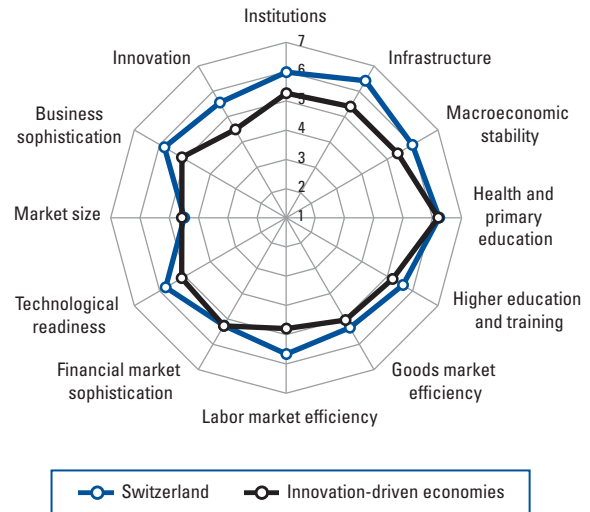 Institutions
Innovation
Infrastructure
Business
sophistication
Macroeconomic
stability
Market size
Health and
primary
education
Technological
readiness
Higher education
and training
Financial market
sophistication
Goods market
efficiency
Labor market efficiency
7
6
5
4
3
2
1
Switzerland
Innovation-driven economies